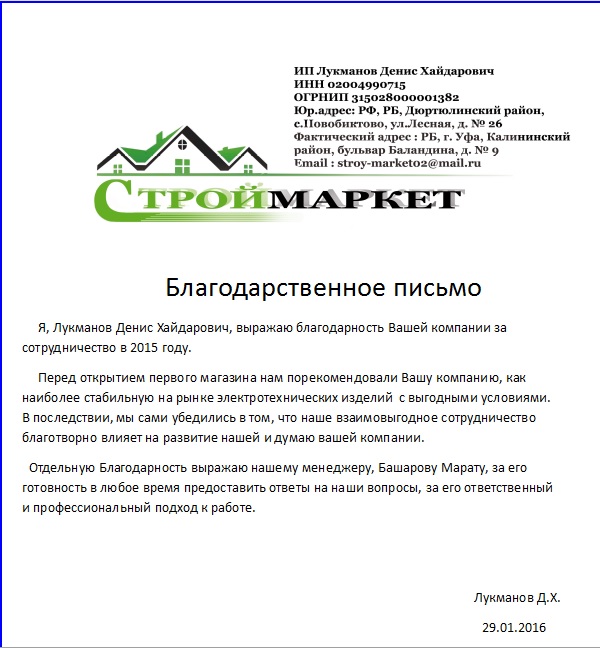 ИП Лукманов Денис Хайдарович
ИНН 02004990715
ОГРНИП 315028000001382
Юр.адрес: РФ, РБ, Дюртюлинский район,
с.Новобиктово, ул.Лесная, д. № 26
Фактический адрес : РБ, г. Уфа, Калининский
район, бульвар Баландина, д. № 9
Email : stroy-market02@mail.ru
СТРОЙМАРКЕТ
Благодарственное письмо
Я, Лукманов Денис Хайдарович, выражаю благодарность Вашей компании за
сотрудничество в 2015 году.
Перед открытием первого магазина нам порекомендовали Вашу компанию, как
наиболее стабильную на рынке электротехнических изделий с выгодными условиями.
В последствии, мы сами убедились в том, что наше взаимовыгодное сотрудничество
благотворно влияет на развитие нашей и думаю вашей компании.
Отдельную Благодарность выражаю нашему менеджеру, Башарову Марату, за его
готовность в любое время предоставить ответы на наши вопросы, за его ответственный
и профессиональный подход к работе.
Лукманов Д.Х.
29.01.2016